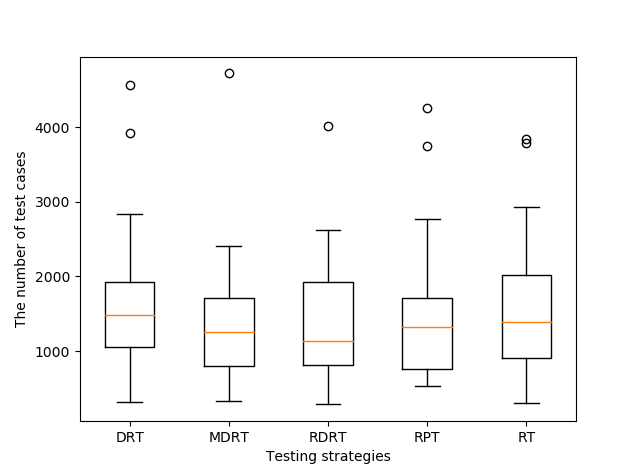 The number of test cases
4000
3000
2000
1000
DRT MDRT RDRT RPT RT
Testing strategies